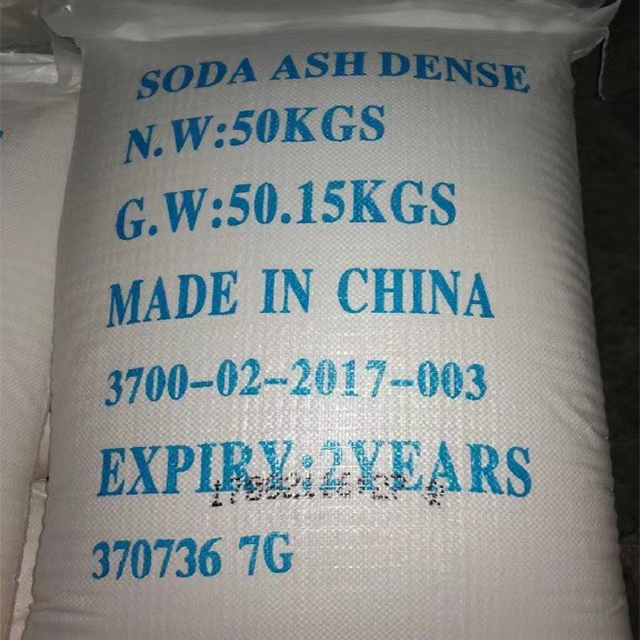 SODA ASH DENSE
N.W:50KGS
G.W:50.15KGS
MADE IN CHINA
3700-02-2017-003
EXPIRY:2YEARS
370736 7G